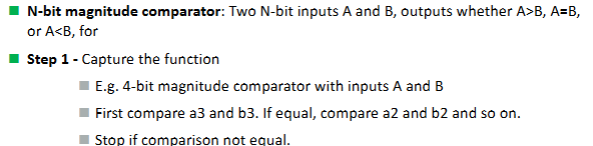 N-bit magnitude comparator: Two N-bit inputs A and B, outputs whether A>B, A=B,
or A<B, for
Step 1 - Capture the function
E.g. 4-bit magnitude comparator with inputs A and B
First compare a3 and b3. If equal, compare a2 and b2 and so on.
Stop if comparison not equal.